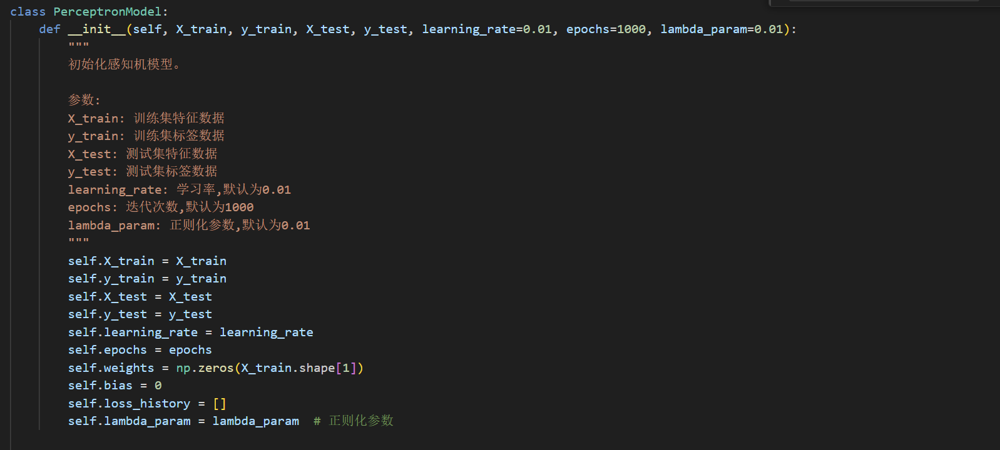 class PerceptronModel:
def __init__(self, X_train, y_train, X_test, y_test, learning_rate=0.01, epochs=1000, lambda_param=0.01):
"""
初始化感知机模型。
参数:
X_train: 训练集特征数据
y_train: 训练集标签数据
X_test: 测试集特征数据
y_test: 测试集标签数据
learning_rate: 学习率,默认为0.01
epochs: 迭代次数,默认为1000
lambda_param: 正则化参数,默认为0.01
"""
self.X_train = X_train
self.y_train = y_train
self.X_test = X_test
self.y_test = y_test
self.learning_rate = learning_rate
self.epochs = epochs
self.weights = np.zeros(X_train.shape[1])
self.bias = 0
self.loss_history = []
self.lambda_param = lambda_param  # 正则化参数